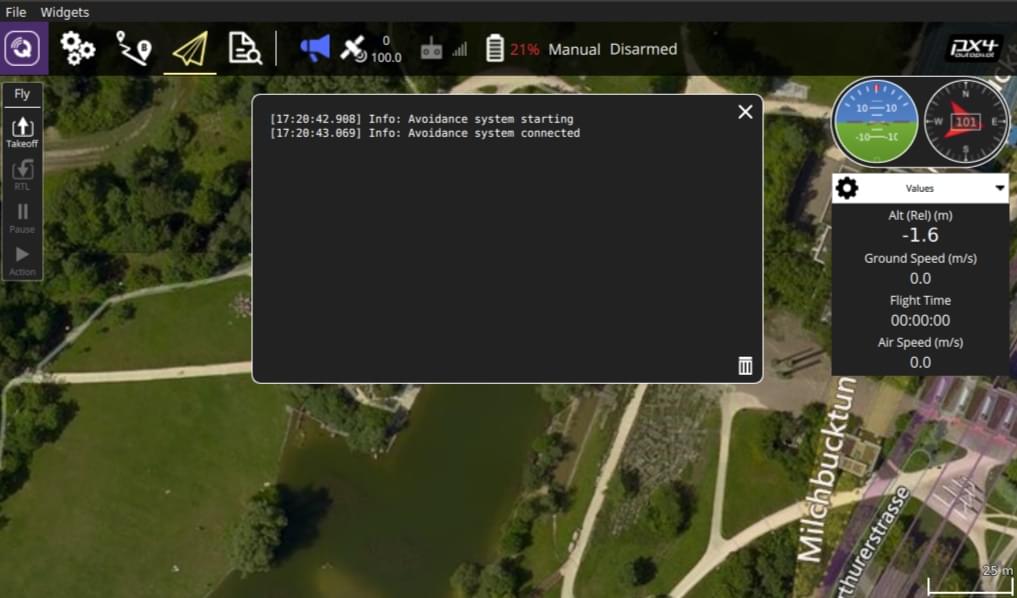 File Widgets
0
100.0
21% Manual Disarmed
px4
autopilot
Fly
Takeoff
RTL
Pause
Action
[17:20:42.908] Info: Avoidance system starting
[17:20:43.069] Info: Avoidance system connected
10 10
-10
N
W 101 E
S
Values
Alt (Rel) (m)
-1.6
Ground Speed (m/s)
0.0
Flight Time
00:00:00
Air Speed (m/s)
0.0
Milchbucktun
thurerstrasse
25 m